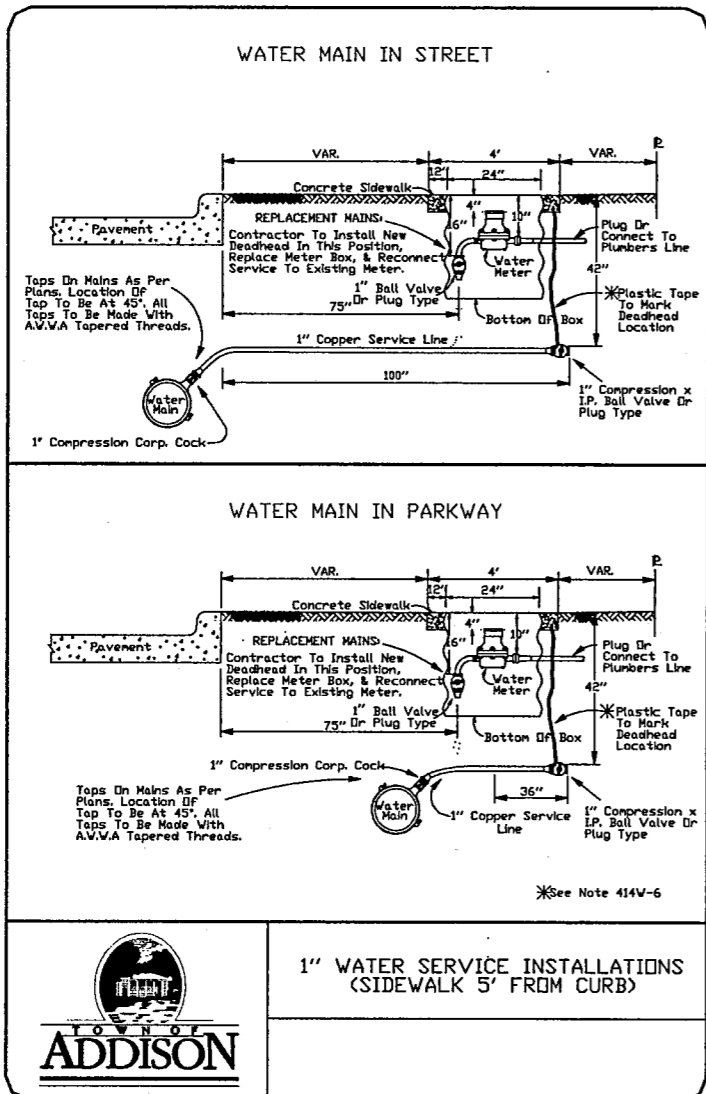 WATER MAIN IN STREET
VAR.
4'
VAR.
P
12'
24"
Concrete Sidewalk
4"
10"
16"
Pavement
REPLACEMENT MAINS:
Contractor To Install New
Deadhead In This Position,
Replace Meter Box, & Reconnect
Service To Existing Meter.
Plug Or
Connect To
Plumbers Line
Water
Meter
42"
1" Ball Valve
Or Plug Type
75"
Bottom Of Box
Plastic Tape
To Mark
Deadhead
Location
Taps On Mains As Per
Plans. Location Of
Tap To Be At 45°. All
Taps To Be Made With
A.W.W.A Tapered Threads.
1" Copper Service Line
100"
Water
Main
1" Compression Corp. Cock
1" Compression x
I.P. Ball Valve Or
Plug Type
WATER MAIN IN PARKWAY
VAR.
4'
VAR.
P
12'
24"
Concrete Sidewalk
4"
10"
16"
Pavement
REPLACEMENT MAINS:
Contractor To Install New
Deadhead In This Position,
Replace Meter Box, & Reconnect
Service To Existing Meter.
Plug Or
Connect To
Plumbers Line
Water
Meter
42"
1" Ball Valve
Or Plug Type
75"
Bottom Of Box
Plastic Tape
To Mark
Deadhead
Location
1" Compression Corp. Cock
36"
Taps On Mains As Per
Plans. Location Of
Tap To Be At 45°. All
Taps To Be Made With
A.W.W.A Tapered Threads.
Water
Main
1" Copper Service
Line
1" Compression x
I.P. Ball Valve Or
Plug Type
See Note 414W-6
TOWN OF
ADDISON
1" WATER SERVICE INSTALLATIONS
(SIDEWALK 5' FROM CURB)